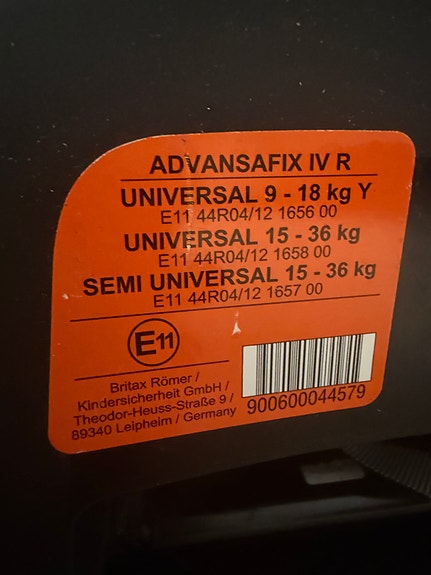 ADVANSAFIX IV R
UNIVERSAL 9 - 18 kg Y
E11 44R04/12 1656 00
UNIVERSAL 15 - 36 kg
E11 44R04/12 1658 00
SEMI UNIVERSAL 15 - 36 kg
E11 44R04/12 1657 00
E11
Britax Römer /
Kindersicherheit GmbH /
Theodor-Heuss-Straße 9 /
89340 Leipheim / Germany
900600044579